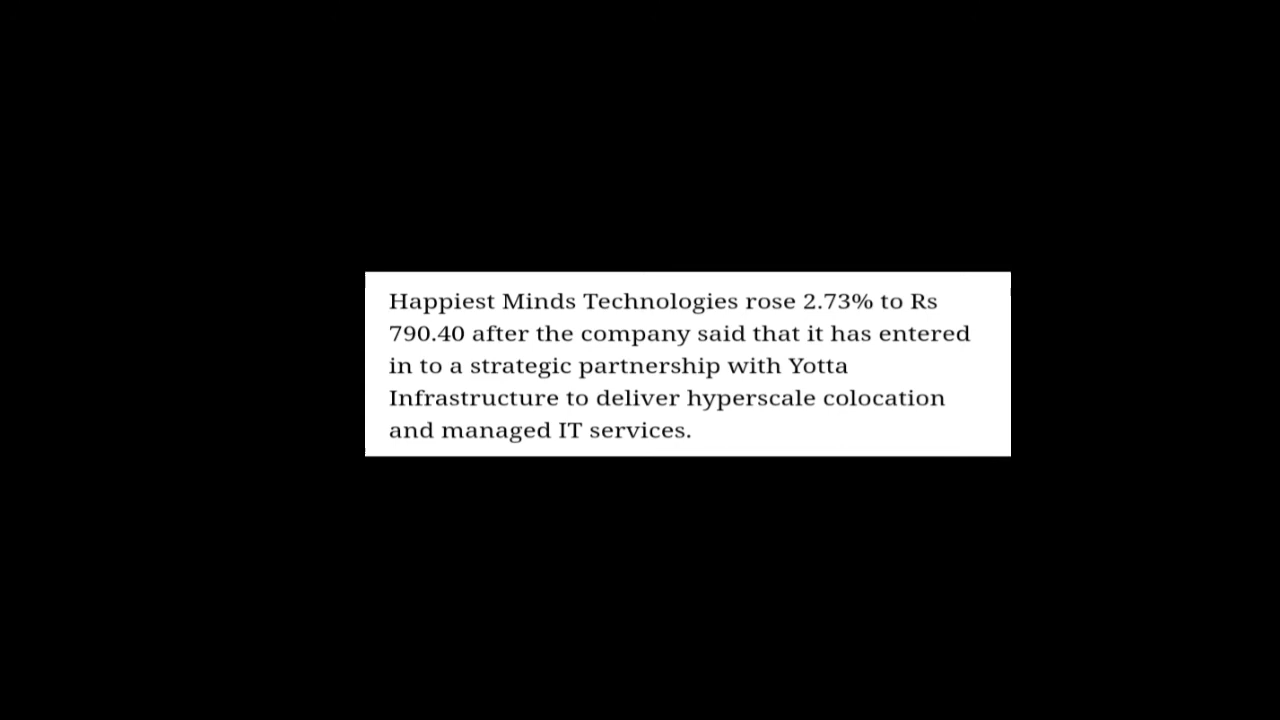 Happiest Minds Technologies rose 2.73% to Rs
790.40 after the company said that it has entered
in to a strategic partnership with Yotta
Infrastructure to deliver hyperscale colocation
and managed IT services.